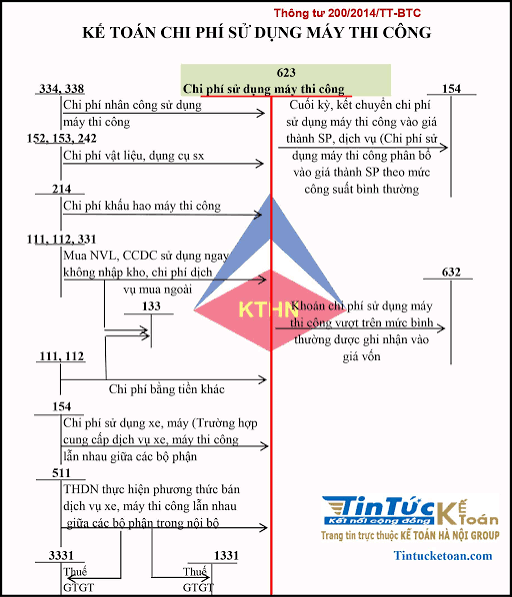 Thông tư 200/2014/TT-BTC
KẾ TOÁN CHI PHÍ SỬ DỤNG MÁY THI CÔNG
623
Chi phí sử dụng máy thi công
334, 338
Chi phí nhân công sử dụng
máy thi công
152, 153, 242
Chi phí vật liệu, dụng cụ sx
214
Chi phí khấu hao máy thi công
111, 112, 331
Mua NVL, CCDC sử dụng ngay
không nhập kho, chi phí dịch
vụ mua ngoài
133
111, 112
Chi phí bằng tiền khác
154
Chi phí sử dụng xe, máy (Trường hợp
cung cấp dịch vụ xe, máy thi công
lẫn nhau giữa các bộ phận
511
THDN thực hiện phương thức bán
dịch vụ xe, máy thi công lẫn nhau
giữa các bộ phận trong nội bộ
3331
Thuế
GTGT
1331
Thuế
GTGT
154
Cuối kỳ, kết chuyển chi phí
sử dụng máy thi công vào giá
thành SP, dịch vụ (Chi phí sử
dụng máy thi công phân bổ
vào giá thành SP theo mức
công suất bình thường
632
Khoản chi phí sử dụng máy
thi công vượt trên mức bình
thường được ghi nhận vào
giá vốn
KTHN
TinTức Kế Toán
Kết nối cộng đồng
Trang tin trực thuộc KẾ TOÁN HÀ NỘI GROUP
Tintucketoan.com